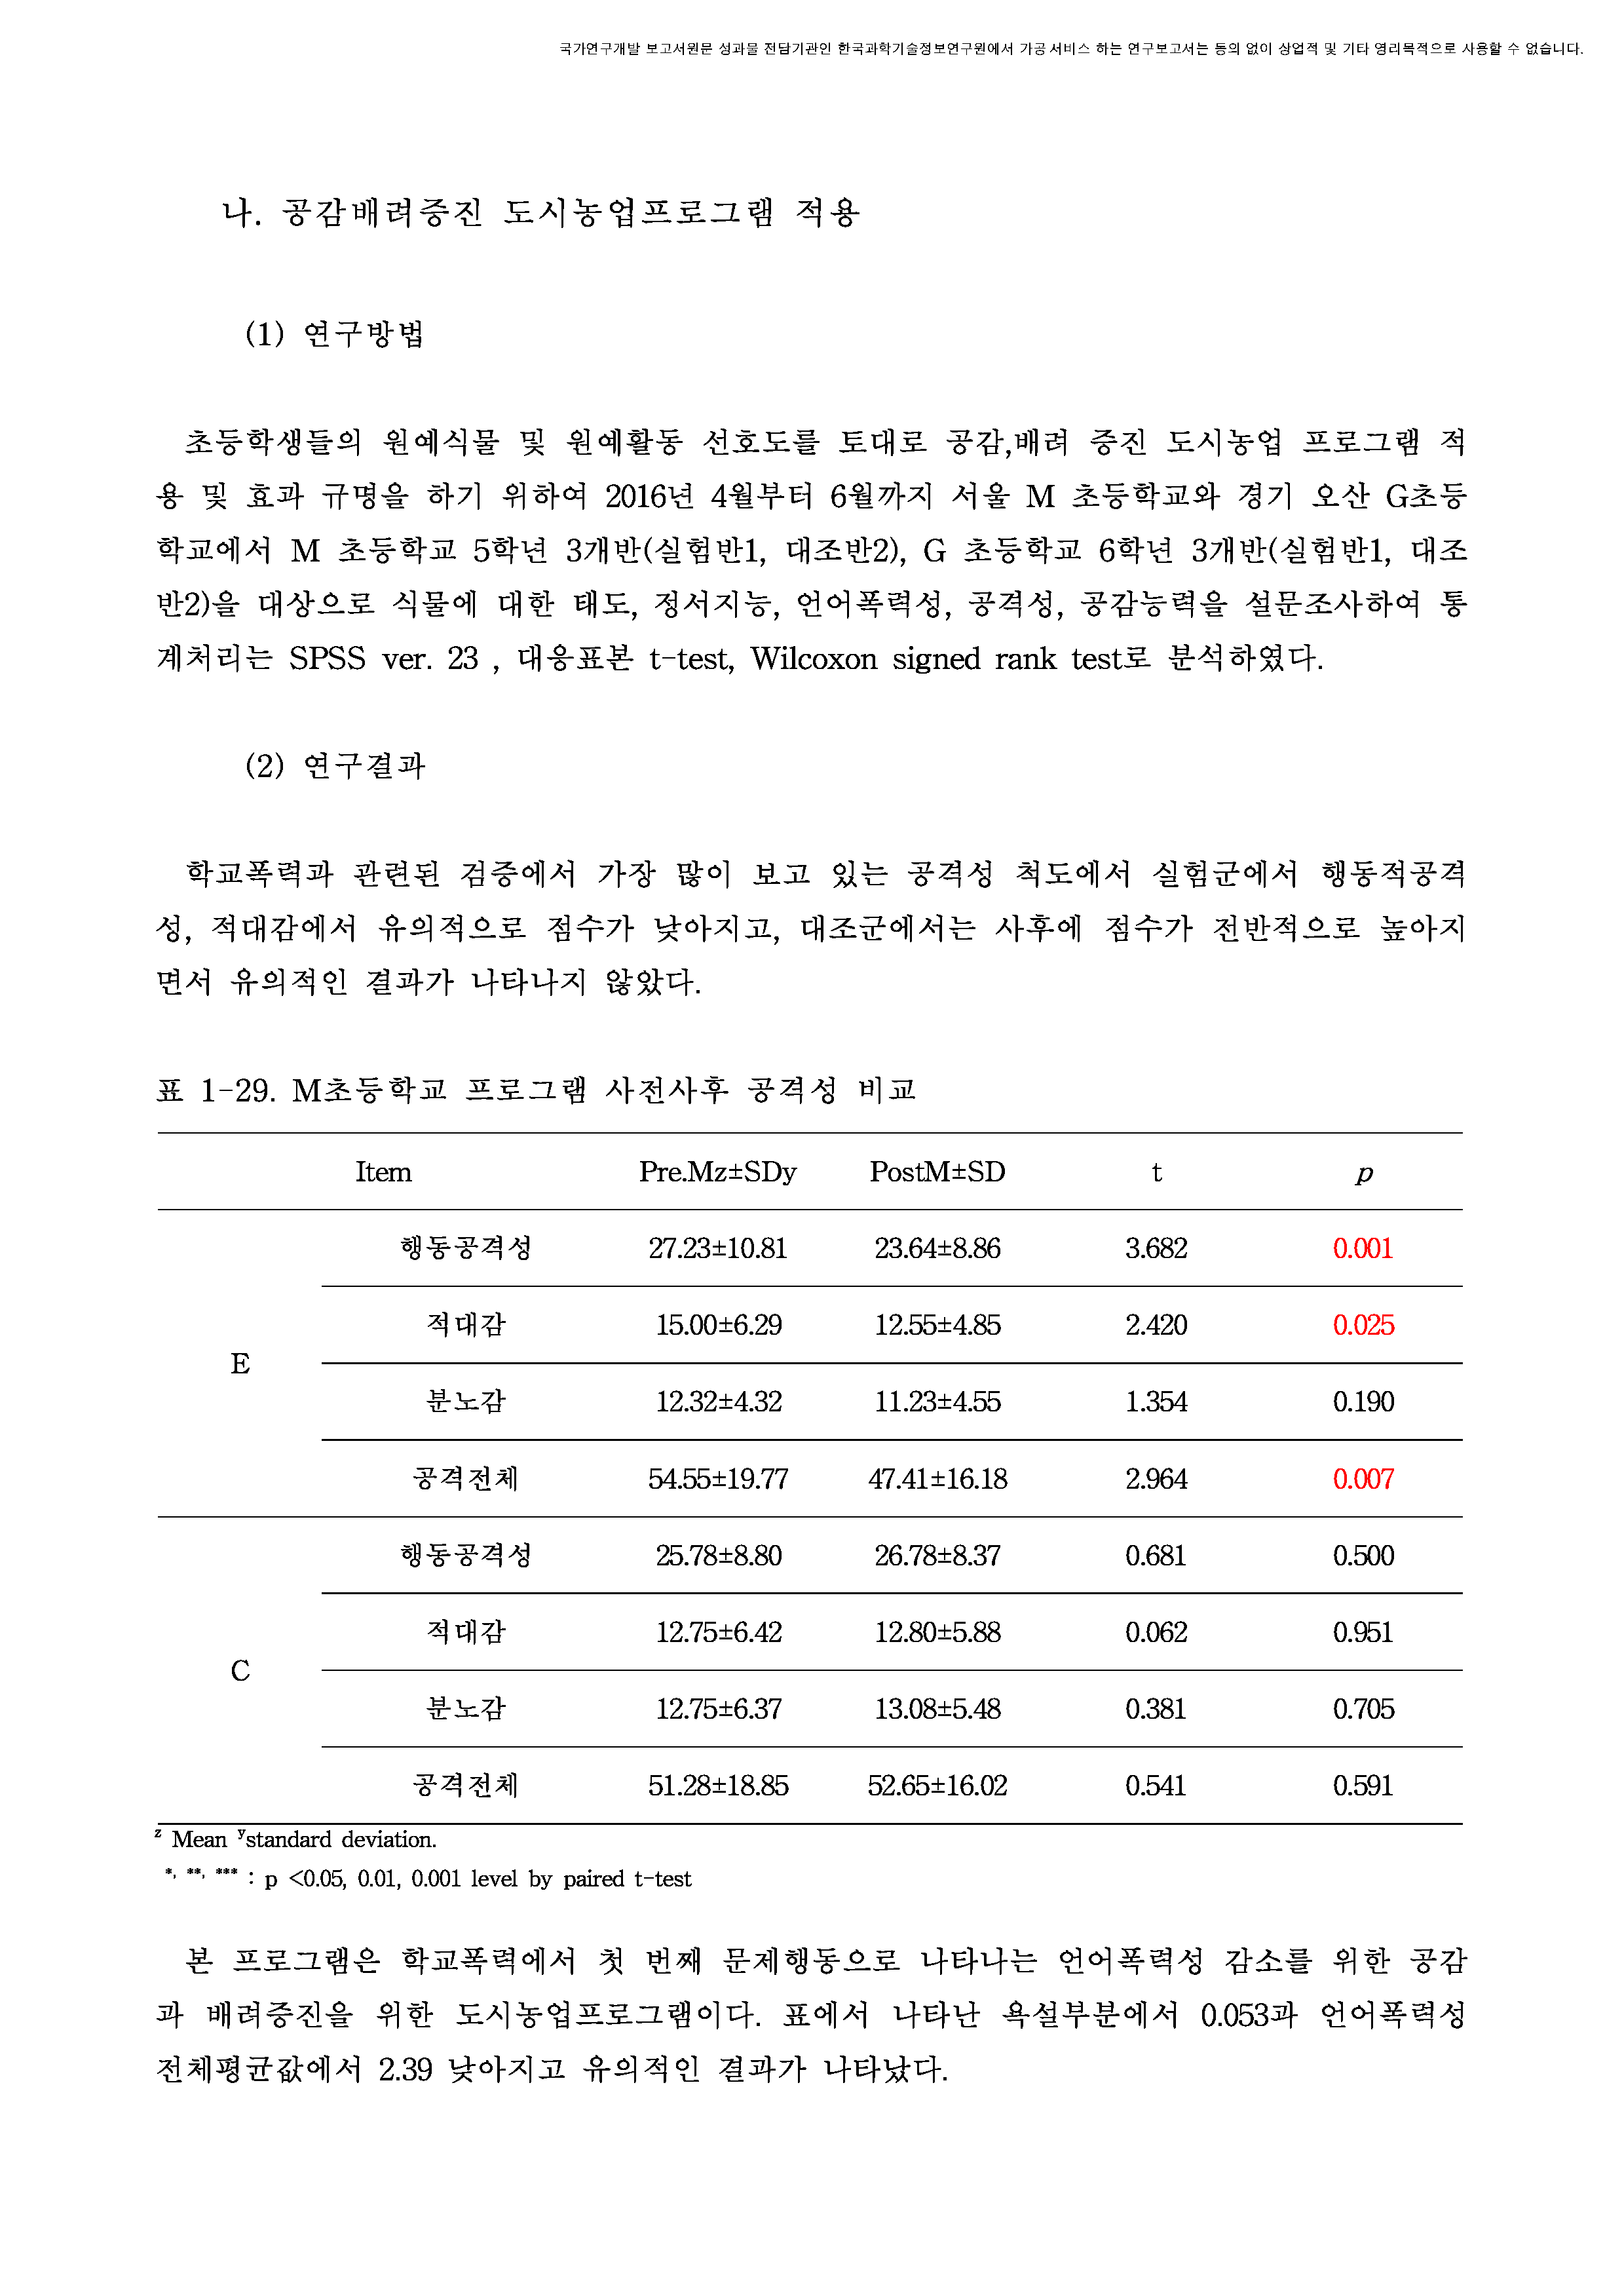 국가연구개발 보고서원문 성과물 전담기관인 한국과학기술정보연구원에서 가공·서비스 하는 연구보고서는 동의 없이 상업적 및 기타 영리목적으로 사용할 수 없습니다.
나. 공감배려증진 도시농업프로그램 적용
(1) 연구방법
초등학생들의 원예식물 및 원예활동 선호도를 토대로 공감,배려 증진 도시농업 프로그램 적
용 및 효과 규명을 하기 위하여 2016년 4월부터 6월까지 서울 M 초등학교와 경기 오산 G초등
학교에서 M 초등학교 5학년 3개반(실험반1, 대조반2), G 초등학교 6학년 3개반(실험반1, 대조
반2)을 대상으로 식물에 대한 태도, 정서지능, 언어폭력성, 공격성, 공감능력을 설문조사하여 통
계처리는 SPSS ver. 23 , 대응표본 t-test, Wilcoxon signed rank test로 분석하였다.
(2) 연구결과
학교폭력과 관련된 검증에서 가장 많이 보고 있는 공격성 척도에서 실험군에서 행동적공격
성, 적대감에서 유의적으로 점수가 낮아지고, 대조군에서는 사후에 점수가 전반적으로 높아지
면서 유의적인 결과가 나타나지 않았다.
표 1-29. M초등학교 프로그램 사전사후 공격성 비교
Item Pre.Mz±SDy PostM±SD t p
행동공격성 27.23±10.81 23.64±8.86 3.682 0.001
적대감 15.00±6.29 12.55±4.85 2.420 0.025
E
분노감 12.32±4.32 11.23±4.55 1.354 0.190
공격전체 54.55±19.77 47.41±16.18 2.964 0.007
행동공격성 25.78±8.80 26.78±8.37 0.681 0.500
적대감 12.75±6.42 12.80±5.88 0.062 0.951
C
분노감 12.75±6.37 13.08±5.48 0.381 0.705
공격전체 51.28±18.85 52.65±16.02 0.541 0.591
z Mean ystandard deviation.
*, **, *** : p <0.05, 0.01, 0.001 level by paired t-test
본 프로그램은 학교폭력에서 첫 번째 문제행동으로 나타나는 언어폭력성 감소를 위한 공감
과 배려증진을 위한 도시농업프로그램이다. 표에서 나타난 욕설부분에서 0.053과 언어폭력성
전체평균값에서 2.39 낮아지고 유의적인 결과가 나타났다.